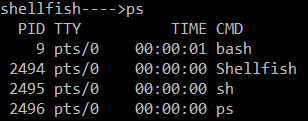 shellfish---->ps
  PID TTY          TIME CMD
    9 pts/0    00:00:01 bash
 2494 pts/0    00:00:00 Shellfish
 2495 pts/0    00:00:00 sh
 2496 pts/0    00:00:00 ps